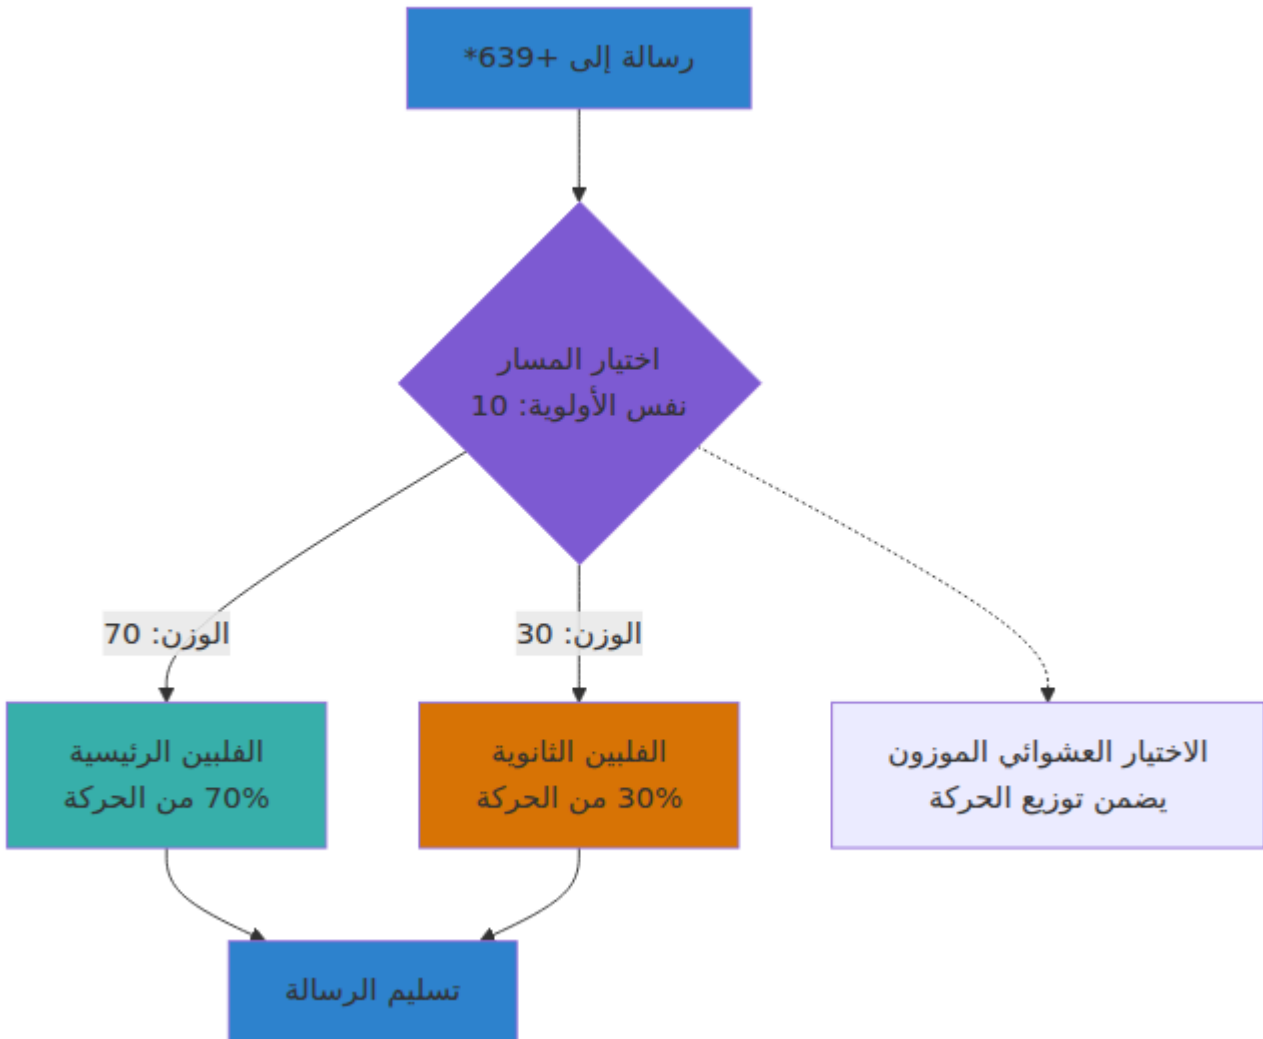 رسالة إلى +639*
اختيار المسار
نفس الأولوية: 10
الوزن: 70
الوزن: 30
الفلبين الرئيسية
70% من الحركة
الفلبين الثانوية
30% من الحركة
الاختيار العشوائي الموزون
يضمن توزيع الحركة
تسليم الرسالة